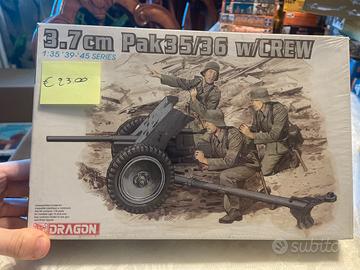 3.7cm Pak35/36 w/CREW
1:35 '39-'45 SERIES
€ 23.00
DRAGON
subito